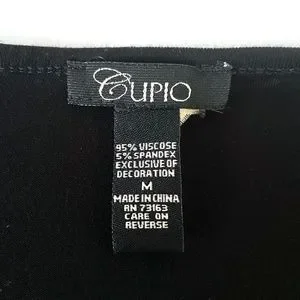 CUPIO
95% VISCOSE
5% SPANDEX
EXCLUSIVE OF
DECORATION
M
MADE IN CHINA
RN 73163
CARE ON
REVERSE